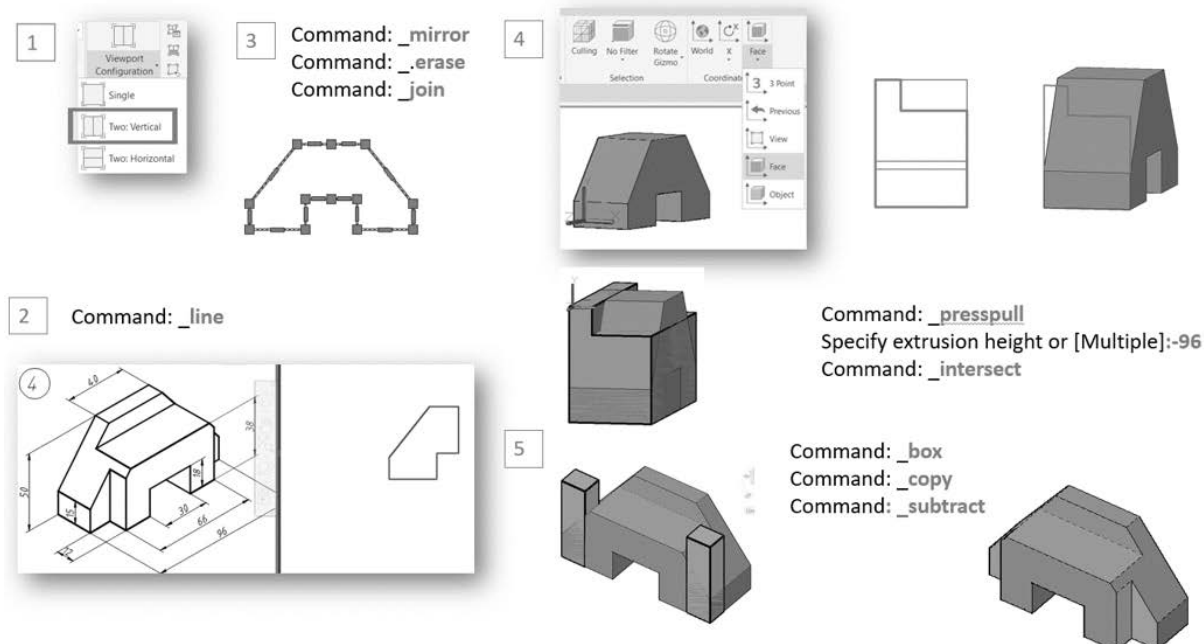 1
Viewport
Configuration
Single
Two: Vertical
Two: Horizontal
3
Command: _mirror
Command: _.erase
Command: _join
4
Culling
No Filter
Rotate
Gizmo
World
X
Face
Selection
Coordinat
3 3 Point
Previous
View
Face
Object
Z
X
2
Command: _line
4
40
38
50
18
15
30
66
96
Y
Command: _presspull
Specify extrusion height or [Multiple]:-96
Command: _intersect
5
Command: _box
Command: _copy
Command: _subtract